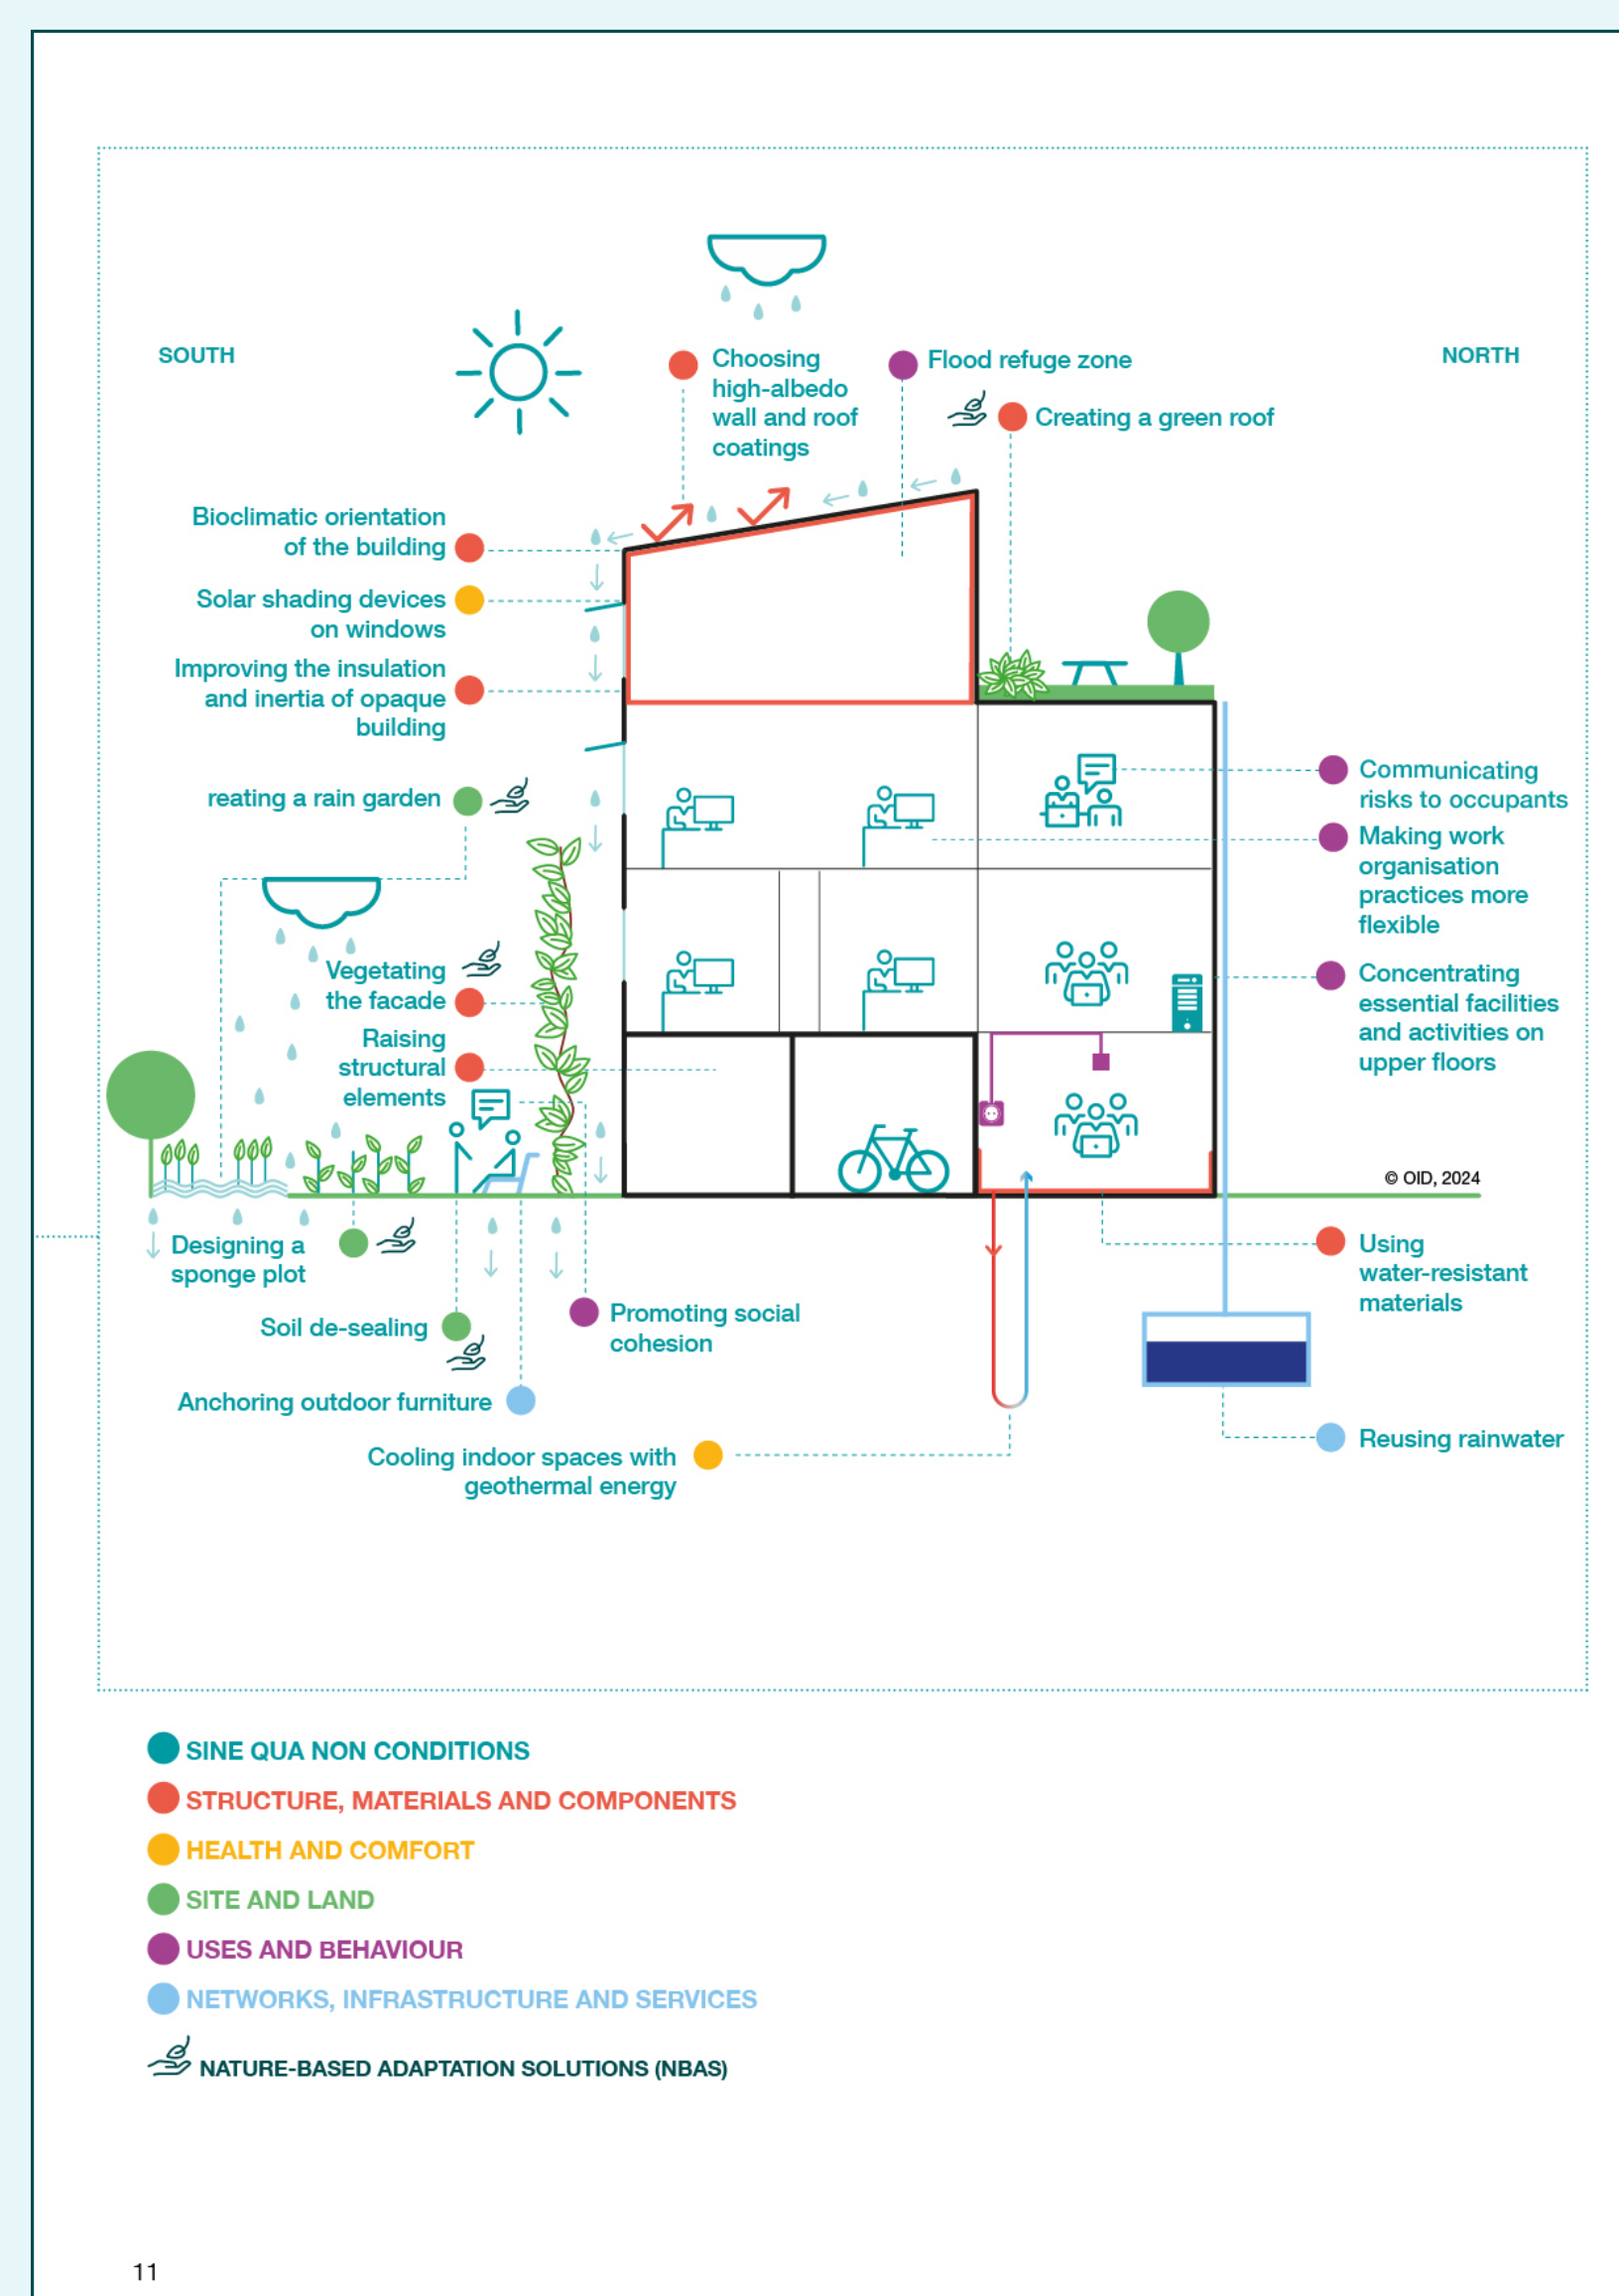 SOUTH
NORTH
Choosing
high-albedo
wall and roof
coatings
Flood refuge zone
Creating a green roof
Bioclimatic orientation
of the building
Solar shading devices
on windows
Improving the insulation
and inertia of opaque
building
reating a rain garden
Communicating
risks to occupants
Making work
organisation
practices more
flexible
Vegetating
the facade
Concentrating
essential facilities
and activities on
upper floors
Raising
structural
elements
© OID, 2024
Designing a
sponge plot
Using
water-resistant
materials
Soil de-sealing
Promoting social
cohesion
Anchoring outdoor furniture
Reusing rainwater
Cooling indoor spaces with
geothermal energy
SINE QUA NON CONDITIONS
STRUCTURE, MATERIALS AND COMPONENTS
HEALTH AND COMFORT
SITE AND LAND
USES AND BEHAVIOUR
NETWORKS, INFRASTRUCTURE AND SERVICES
NATURE-BASED ADAPTATION SOLUTIONS (NBAS)
11